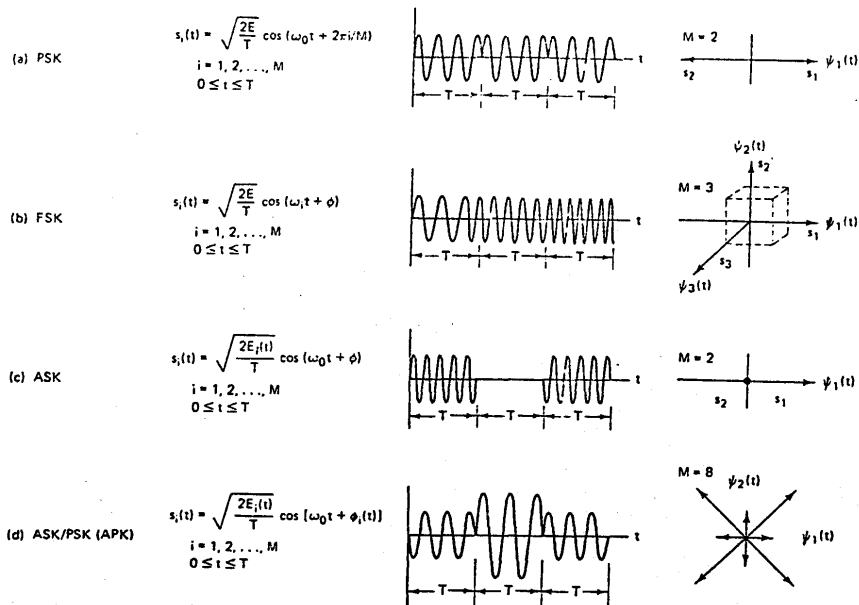 (a) PSK
s_i(t) = √(2E/T) cos (ω₀t + 2πi/M)
i = 1, 2, . . . , M
0 ≤ t ≤ T
T T T
t
M = 2
s₂ s₁ ψ₁(t)
(b) FSK
s_i(t) = √(2E/T) cos (ω_i t + φ)
i = 1, 2, . . . , M
0 ≤ t ≤ T
T T T
t
ψ₂(t)
s₂
M = 3
s₁ ψ₁(t)
s₃
ψ₃(t)
(c) ASK
s_i(t) = √(2E_i(t)/T) cos (ω₀t + φ)
i = 1, 2, . . . , M
0 ≤ t ≤ T
T T T
t
M = 2
s₂ s₁ ψ₁(t)
(d) ASK/PSK (APK)
s_i(t) = √(2E_i(t)/T) cos [ω₀t + φ_i(t)]
i = 1, 2, . . . , M
0 ≤ t ≤ T
T T T
t
M = 8
ψ₂(t)
ψ₁(t)